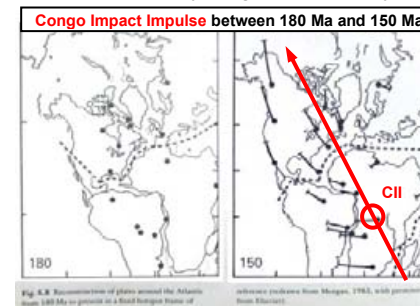 Congo Impact Impulse between 180 Ma and 150 Ma
CII
180
150
Fig. 5.8 Reconstruction of plates around the Atlantic
from 180 Ma to present in a fixed hotspot frame of
reference (redrawn from Morgan, 1983, with
from Elsevier)